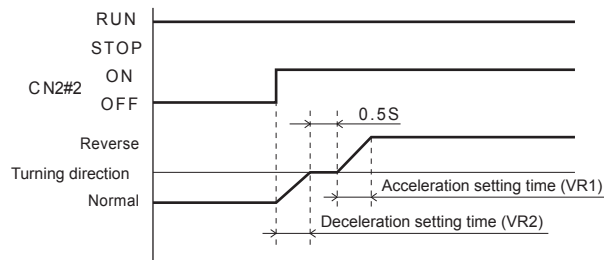 RUN
STOP
ON
CN2#2
OFF
0.5S
Reverse
Turning direction
Acceleration setting time (VR1)
Normal
Deceleration setting time (VR2)